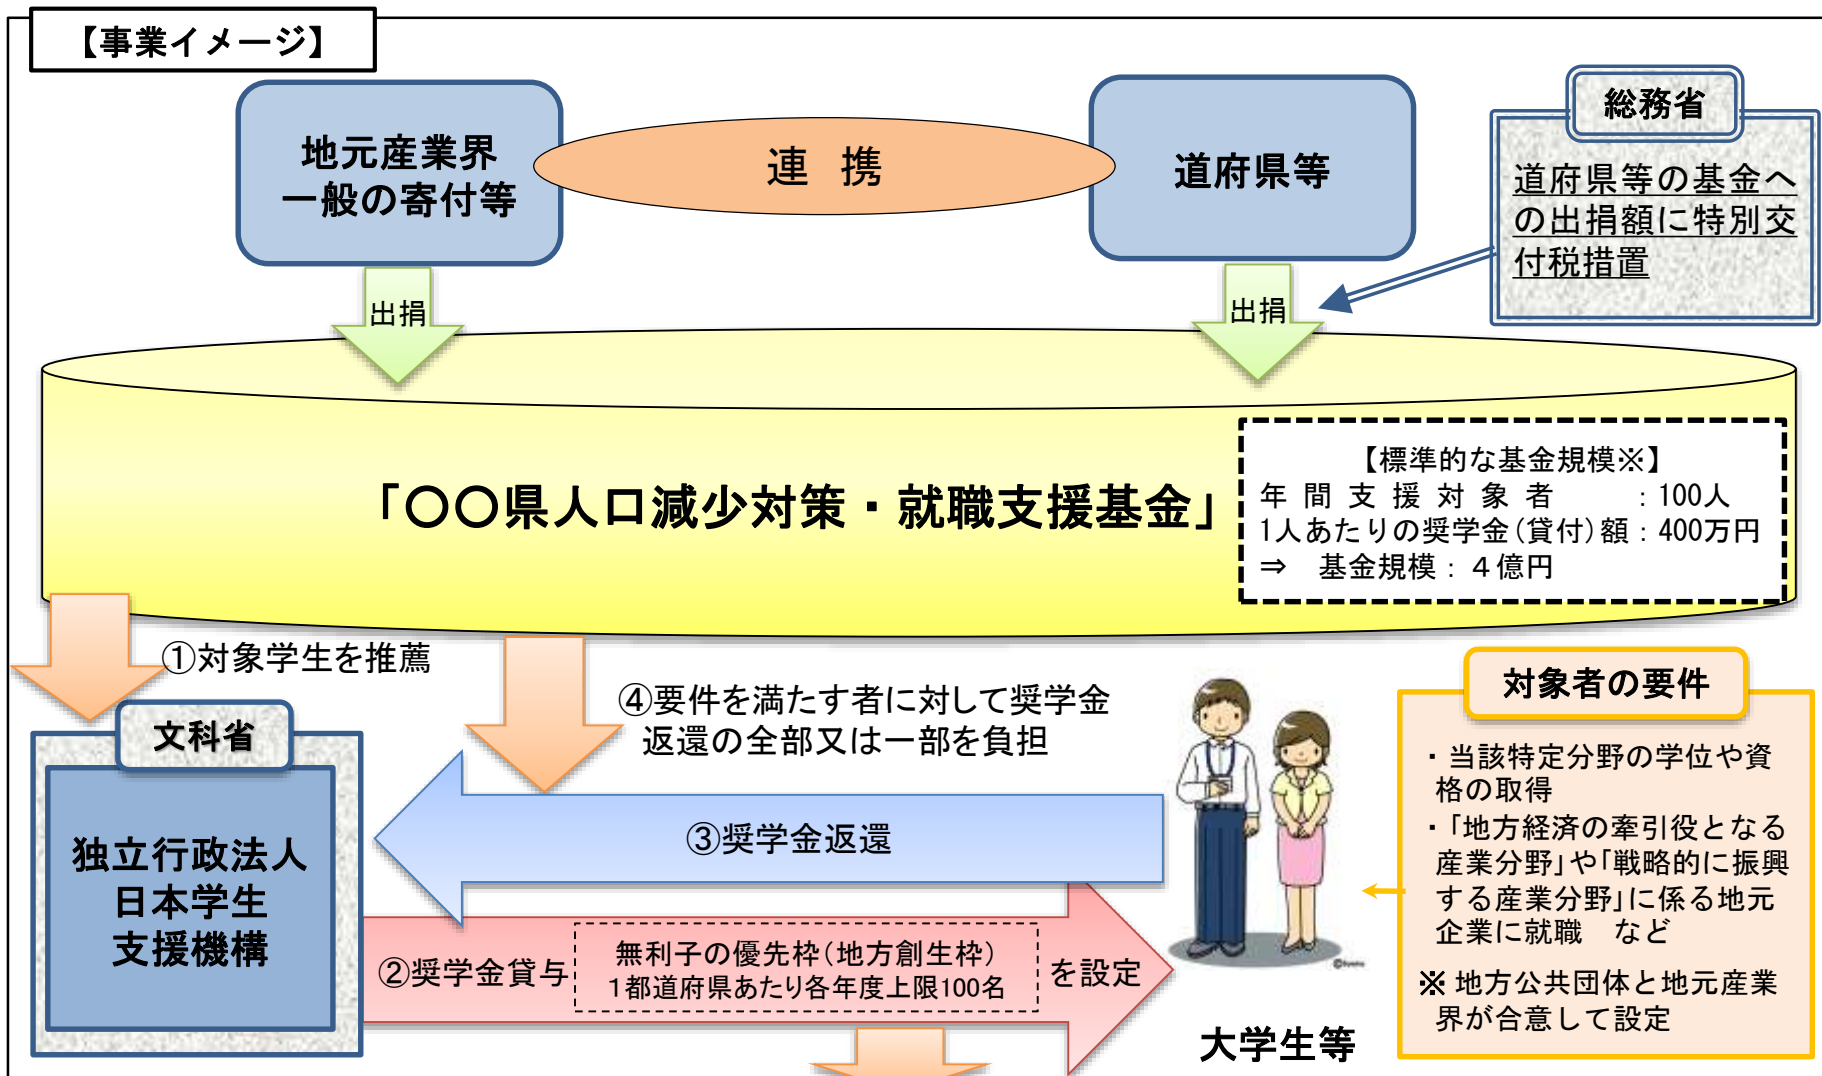 【事業イメージ】
地元産業界
一般の寄付等
連 携
道府県等
総務省
道府県等の基金へ
の出捐額に特別交
付税措置
出捐
出捐
「〇〇県人口減少対策・就職支援基金」
【標準的な基金規模※】
年間支援対象者 : 100人
1人あたりの奨学金(貸付)額 : 400万円
⇒ 基金規模 : 4億円
①対象学生を推薦
④要件を満たす者に対して奨学金
返還の全部又は一部を負担
文科省
独立行政法人
日本学生
支援機構
③奨学金返還
②奨学金貸与
無利子の優先枠(地方創生枠)
1都道府県あたり各年度上限100名
を設定
大学生等
対象者の要件
・当該特定分野の学位や資
格の取得
・「地方経済の牽引役となる
産業分野」や「戦略的に振興
する産業分野」に係る地元
企業に就職 など
※ 地方公共団体と地元産業
界が合意して設定